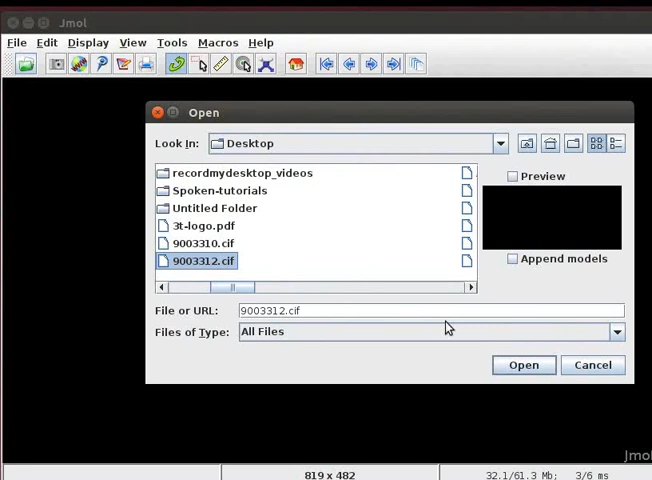 Jmol
File Edit Display View Tools Macros Help
Open
Look In: Desktop
recordmydesktop_videos
Spoken-tutorials
Untitled Folder
3t-logo.pdf
9003310.cif
9003312.cif
Preview
Append models
File or URL: 9003312.cif
Files of Type: All Files
Open Cancel
Jmol
819 x 482 32.1/61.3 Mb; 3/6 ms